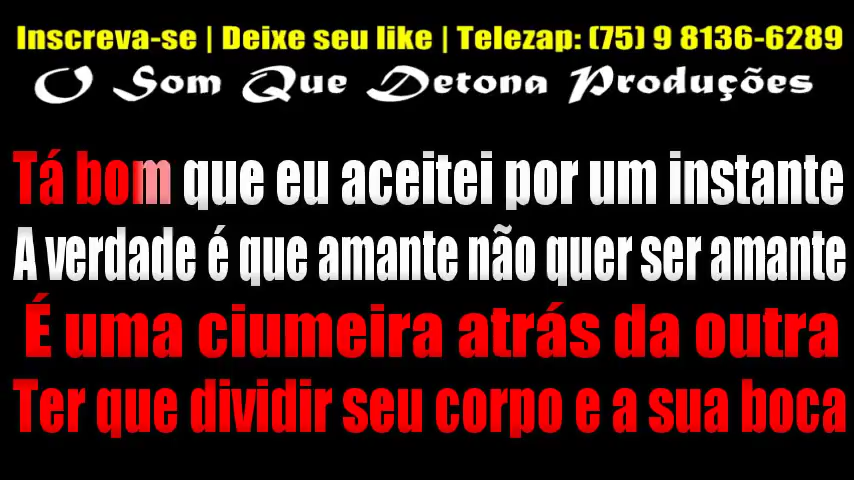 Inscreva-se | Deixe seu like | Telezap: (75) 9 8136-6289
O Som Que Detona Produções
Tá bom que eu aceitei por um instante
A verdade é que amante não quer ser amante
É uma ciumeira atrás da outra
Ter que dividir seu corpo e a sua boca